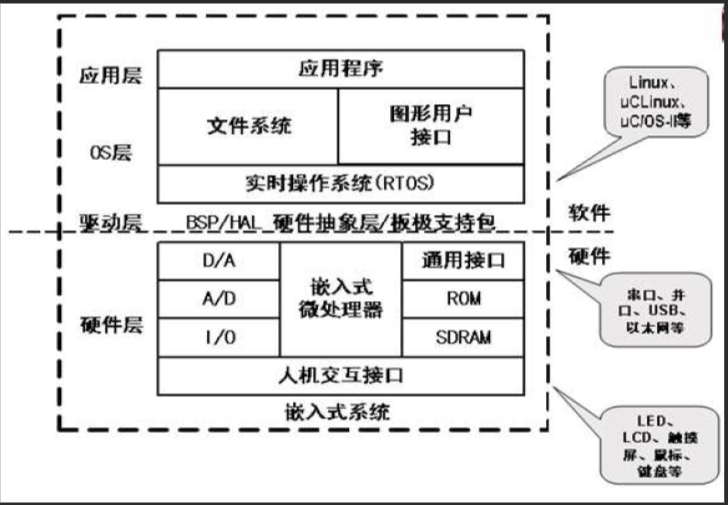 应用层
应用程序
文件系统
图形用户
接口
OS层
实时操作系统(RTOS)
驱动层
BSP/HAL 硬件抽象层/板极支持包
软件
硬件
硬件层
D/A
A/D
I/O
嵌入式
微处理器
通用接口
ROM
SDRAM
人机交互接口
嵌入式系统
Linux、
uCLinux、
uC/OS-II等
串口、并
口、USB、
以太网等
LED、
LCD、触摸
屏、鼠标、
键盘等